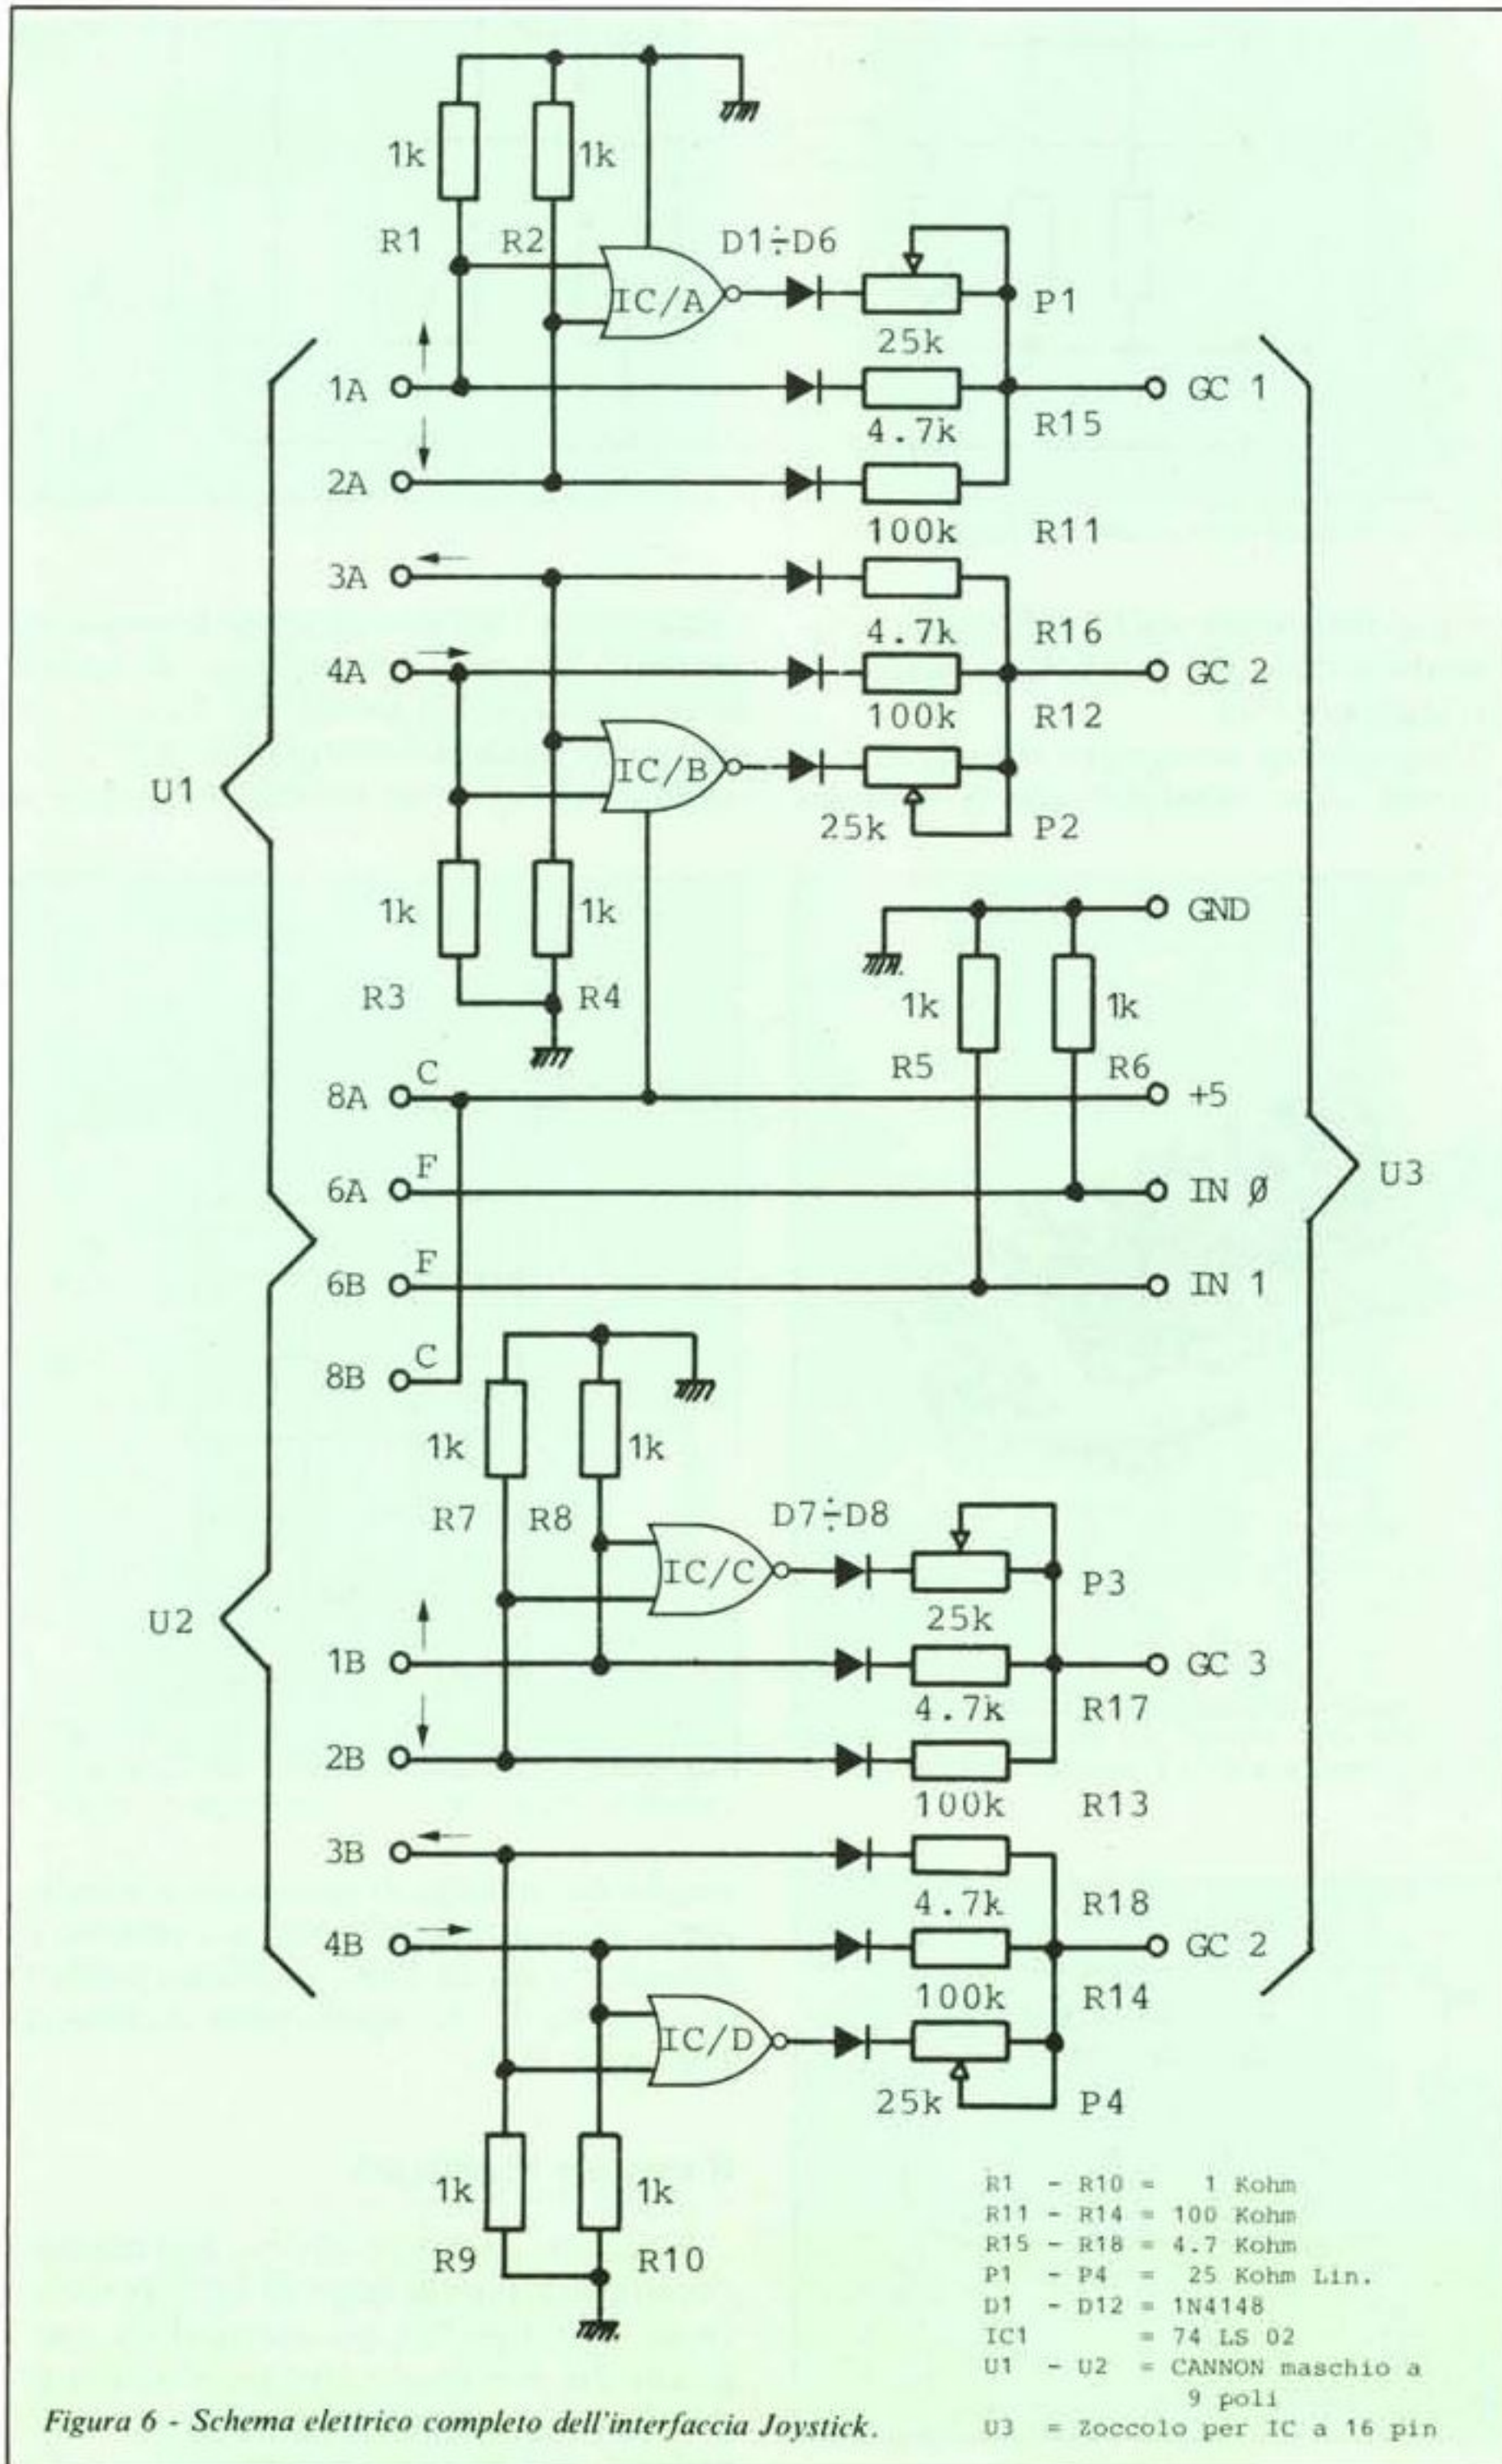 1k
1k
R1
R2
D1÷D6
IC/A
P1
25k
1A
GC 1
4.7k
R15
2A
100k
R11
3A
4.7k
R16
4A
GC 2
100k
R12
IC/B
U1
25k
P2
GND
1k
1k
1k
1k
R3
R4
R5
R6
C
8A
+5
F
6A
IN Ø
U3
F
6B
IN 1
C
8B
1k
1k
R7
R8
D7÷D8
IC/C
P3
U2
25k
1B
GC 3
4.7k
R17
2B
100k
R13
3B
4.7k
R18
4B
GC 2
100k
R14
IC/D
25k
P4
1k
1k
R9
R10
R1 - R10 = 1 Kohm
R11 - R14 = 100 Kohm
R15 - R18 = 4.7 Kohm
P1 - P4 = 25 Kohm Lin.
D1 - D12 = 1N4148
IC1 = 74 LS 02
U1 - U2 = CANNON maschio a
9 poli
U3 = Zoccolo per IC a 16 pin
Figura 6 - Schema elettrico completo dell'interfaccia Joystick.